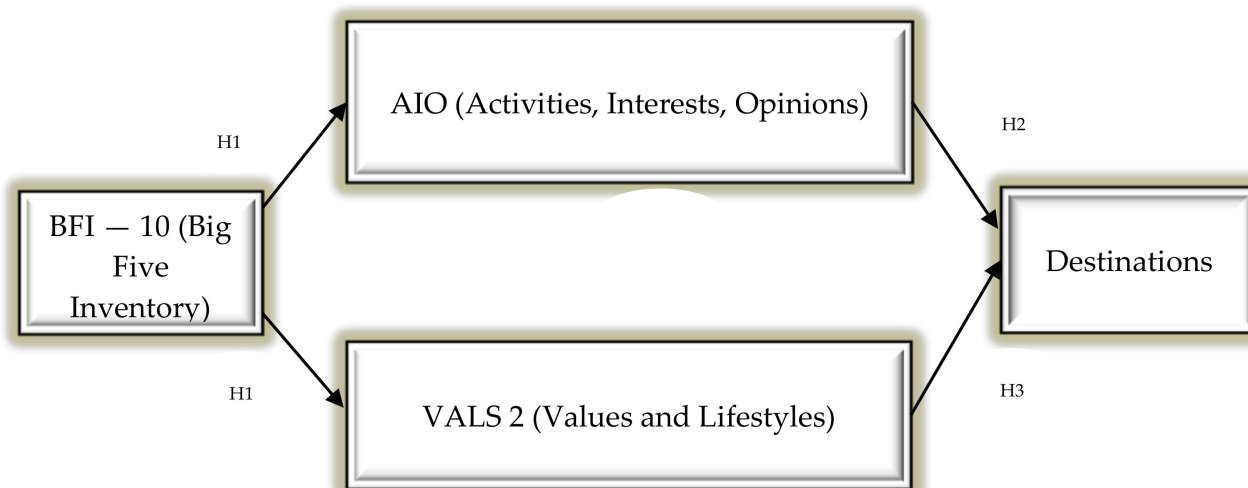 AIO (Activities, Interests, Opinions)
H1
H2
BFI — 10 (Big
Five
Inventory)
Destinations
H1
H3
VALS 2 (Values and Lifestyles)